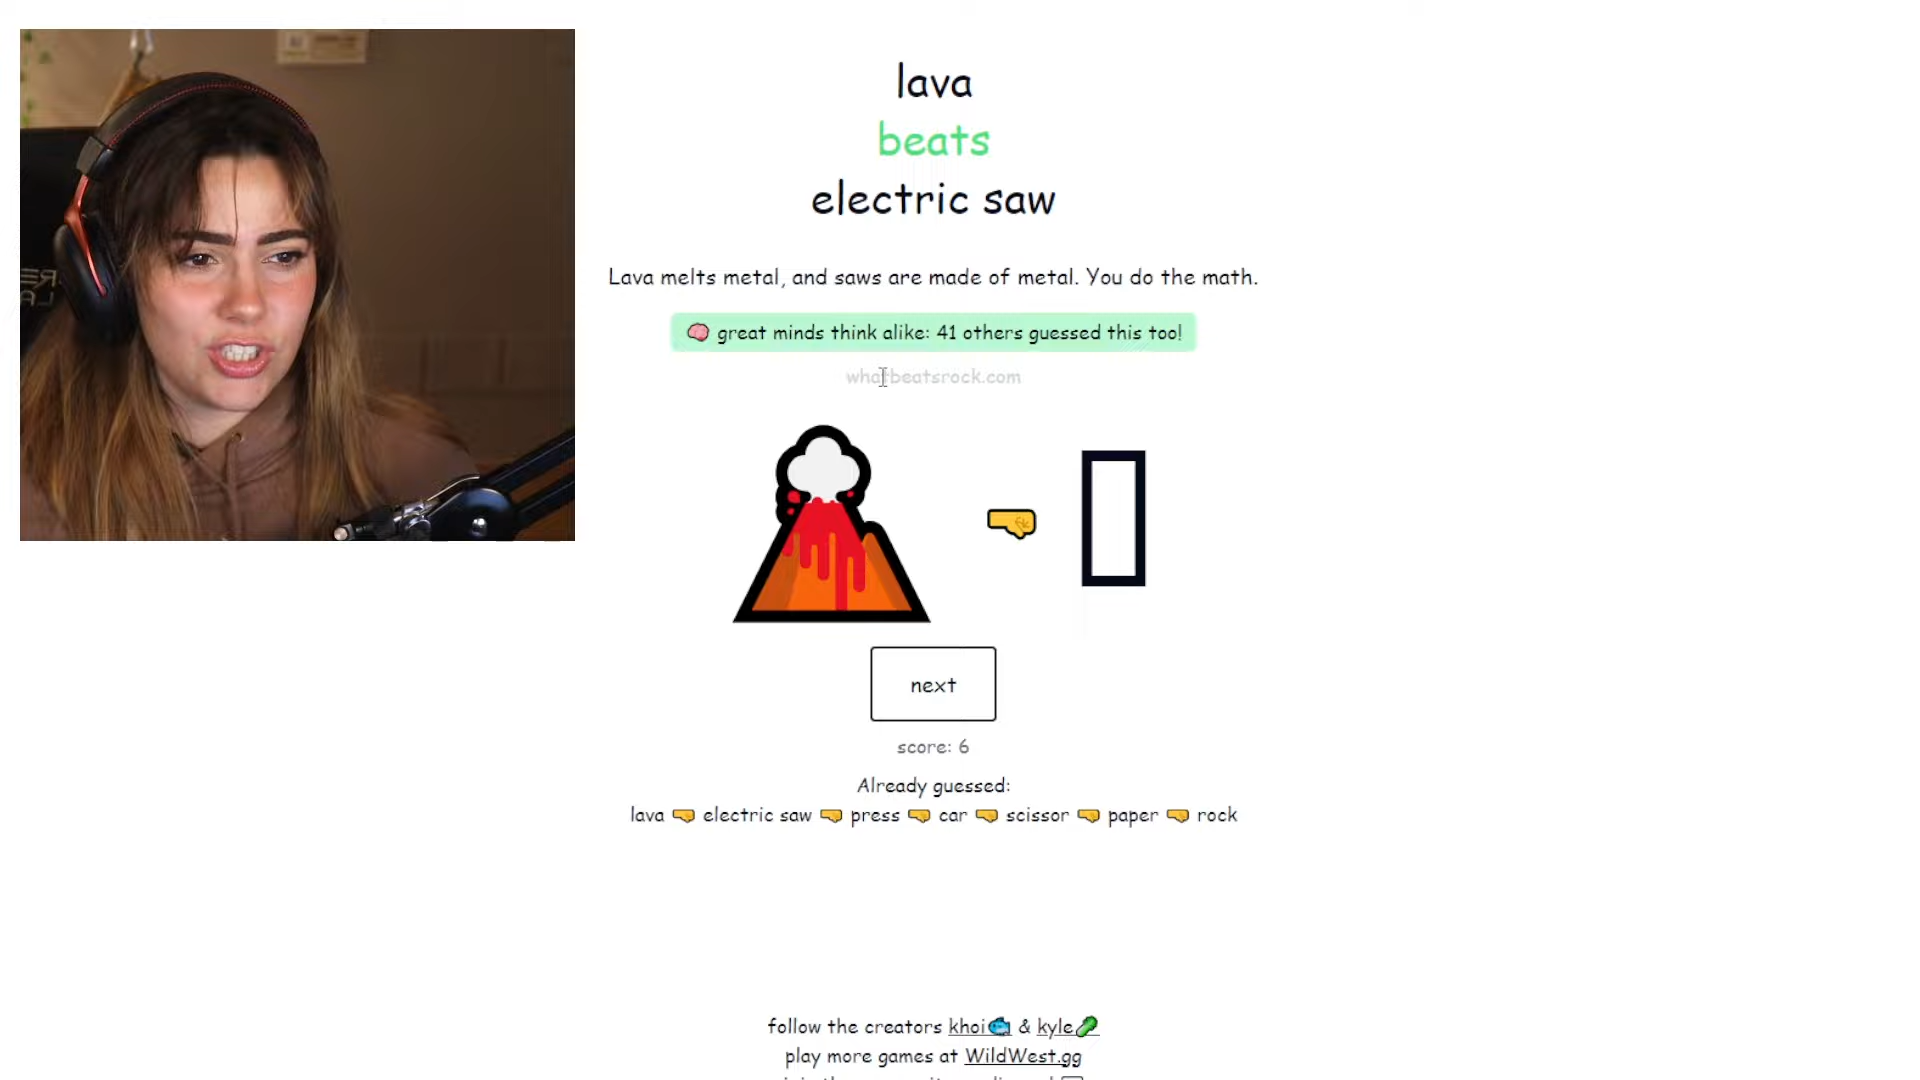 lava
beats
electric saw
Lava melts metal, and saws are made of metal. You do the math.
great minds think alike: 41 others guessed this too!
whatbeatsrock.com
next
score: 6
Already guessed:
lava electric saw press car scissor paper rock
follow the creators khoi & kyle
play more games at WildWest.gg